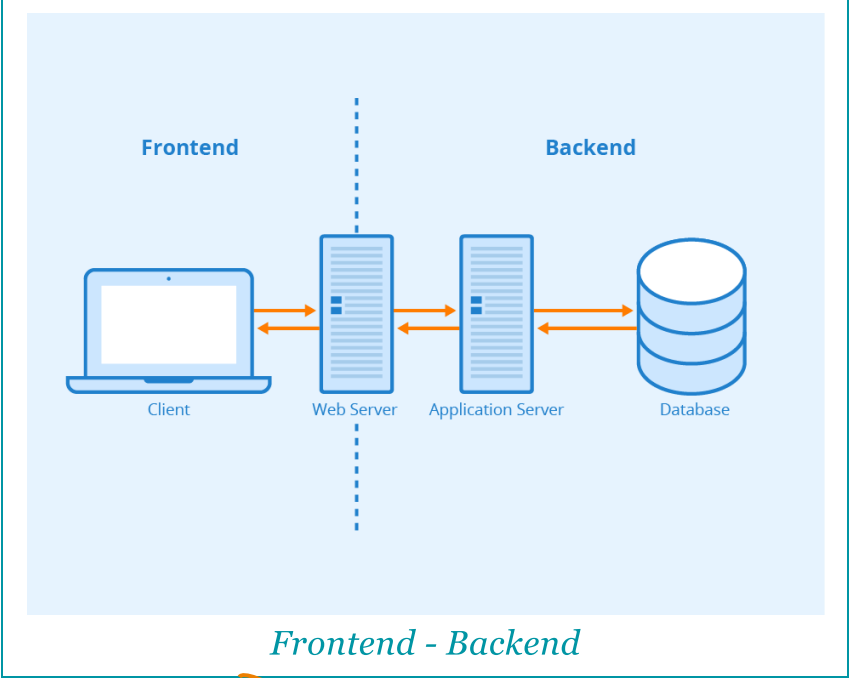 Frontend
Backend
Client
Web Server
Application Server
Database
Frontend - Backend